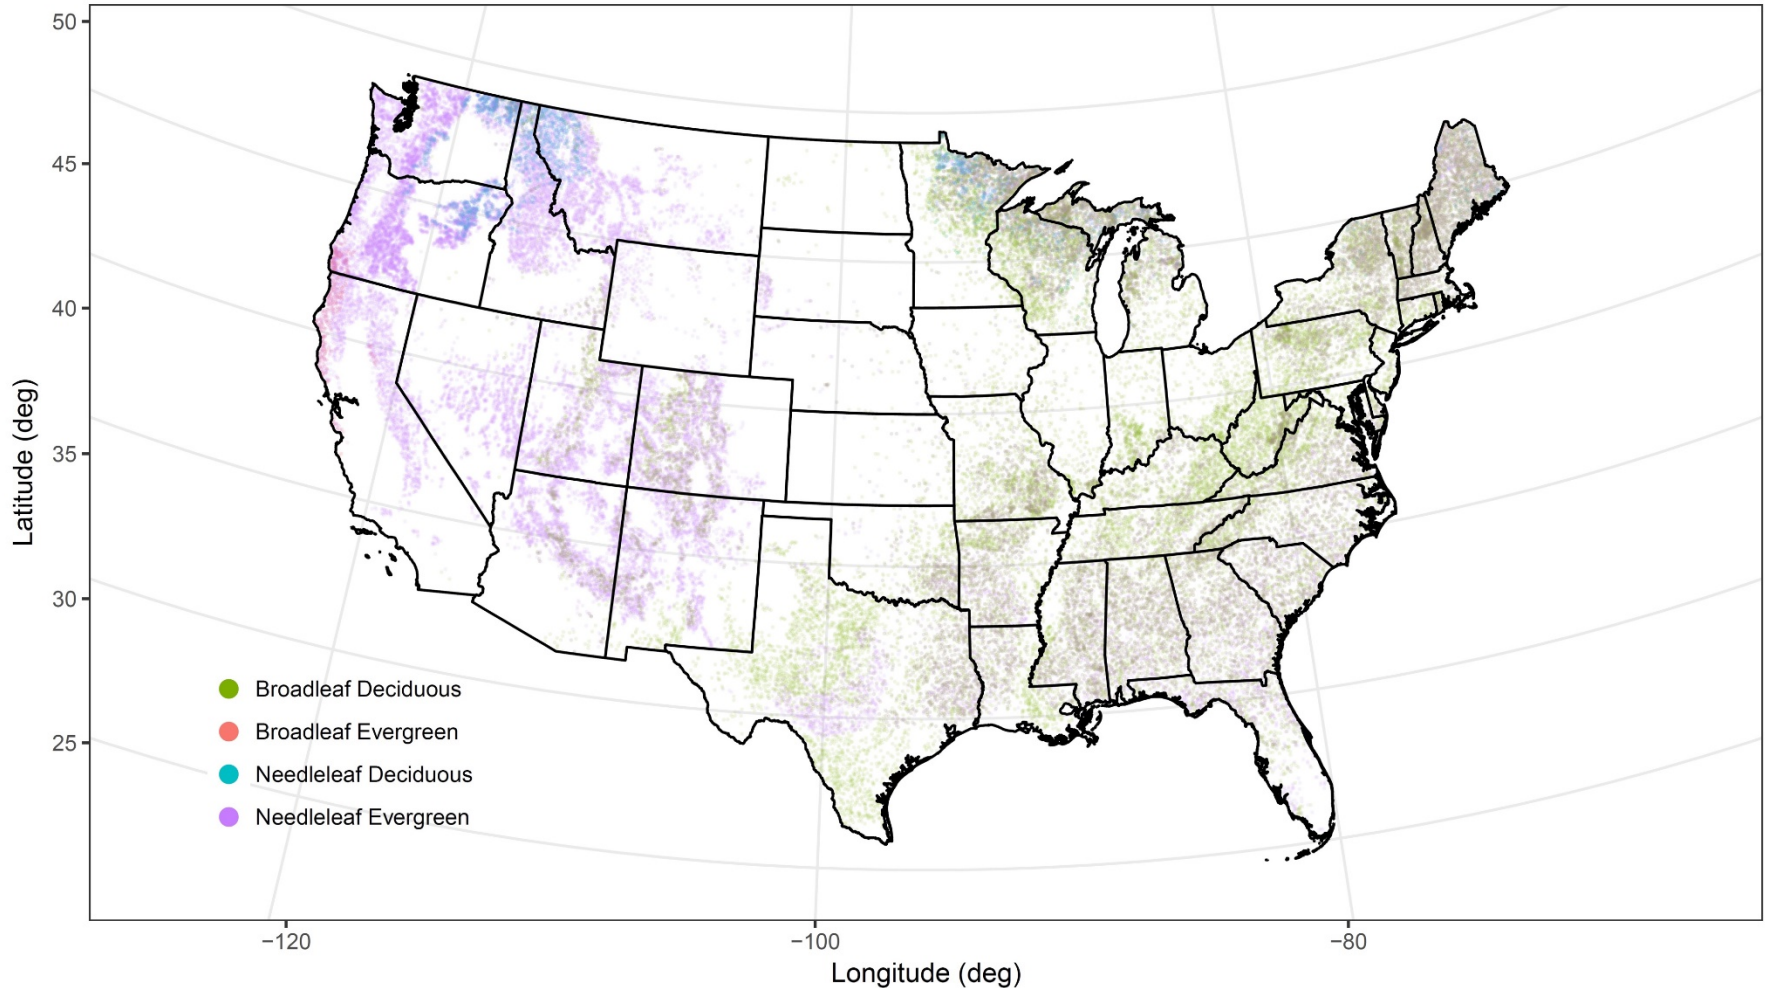 50
45
40
35
30
25
Latitude (deg)
Broadleaf Deciduous
Broadleaf Evergreen
Needleleaf Deciduous
Needleleaf Evergreen
−120
−100
−80
Longitude (deg)